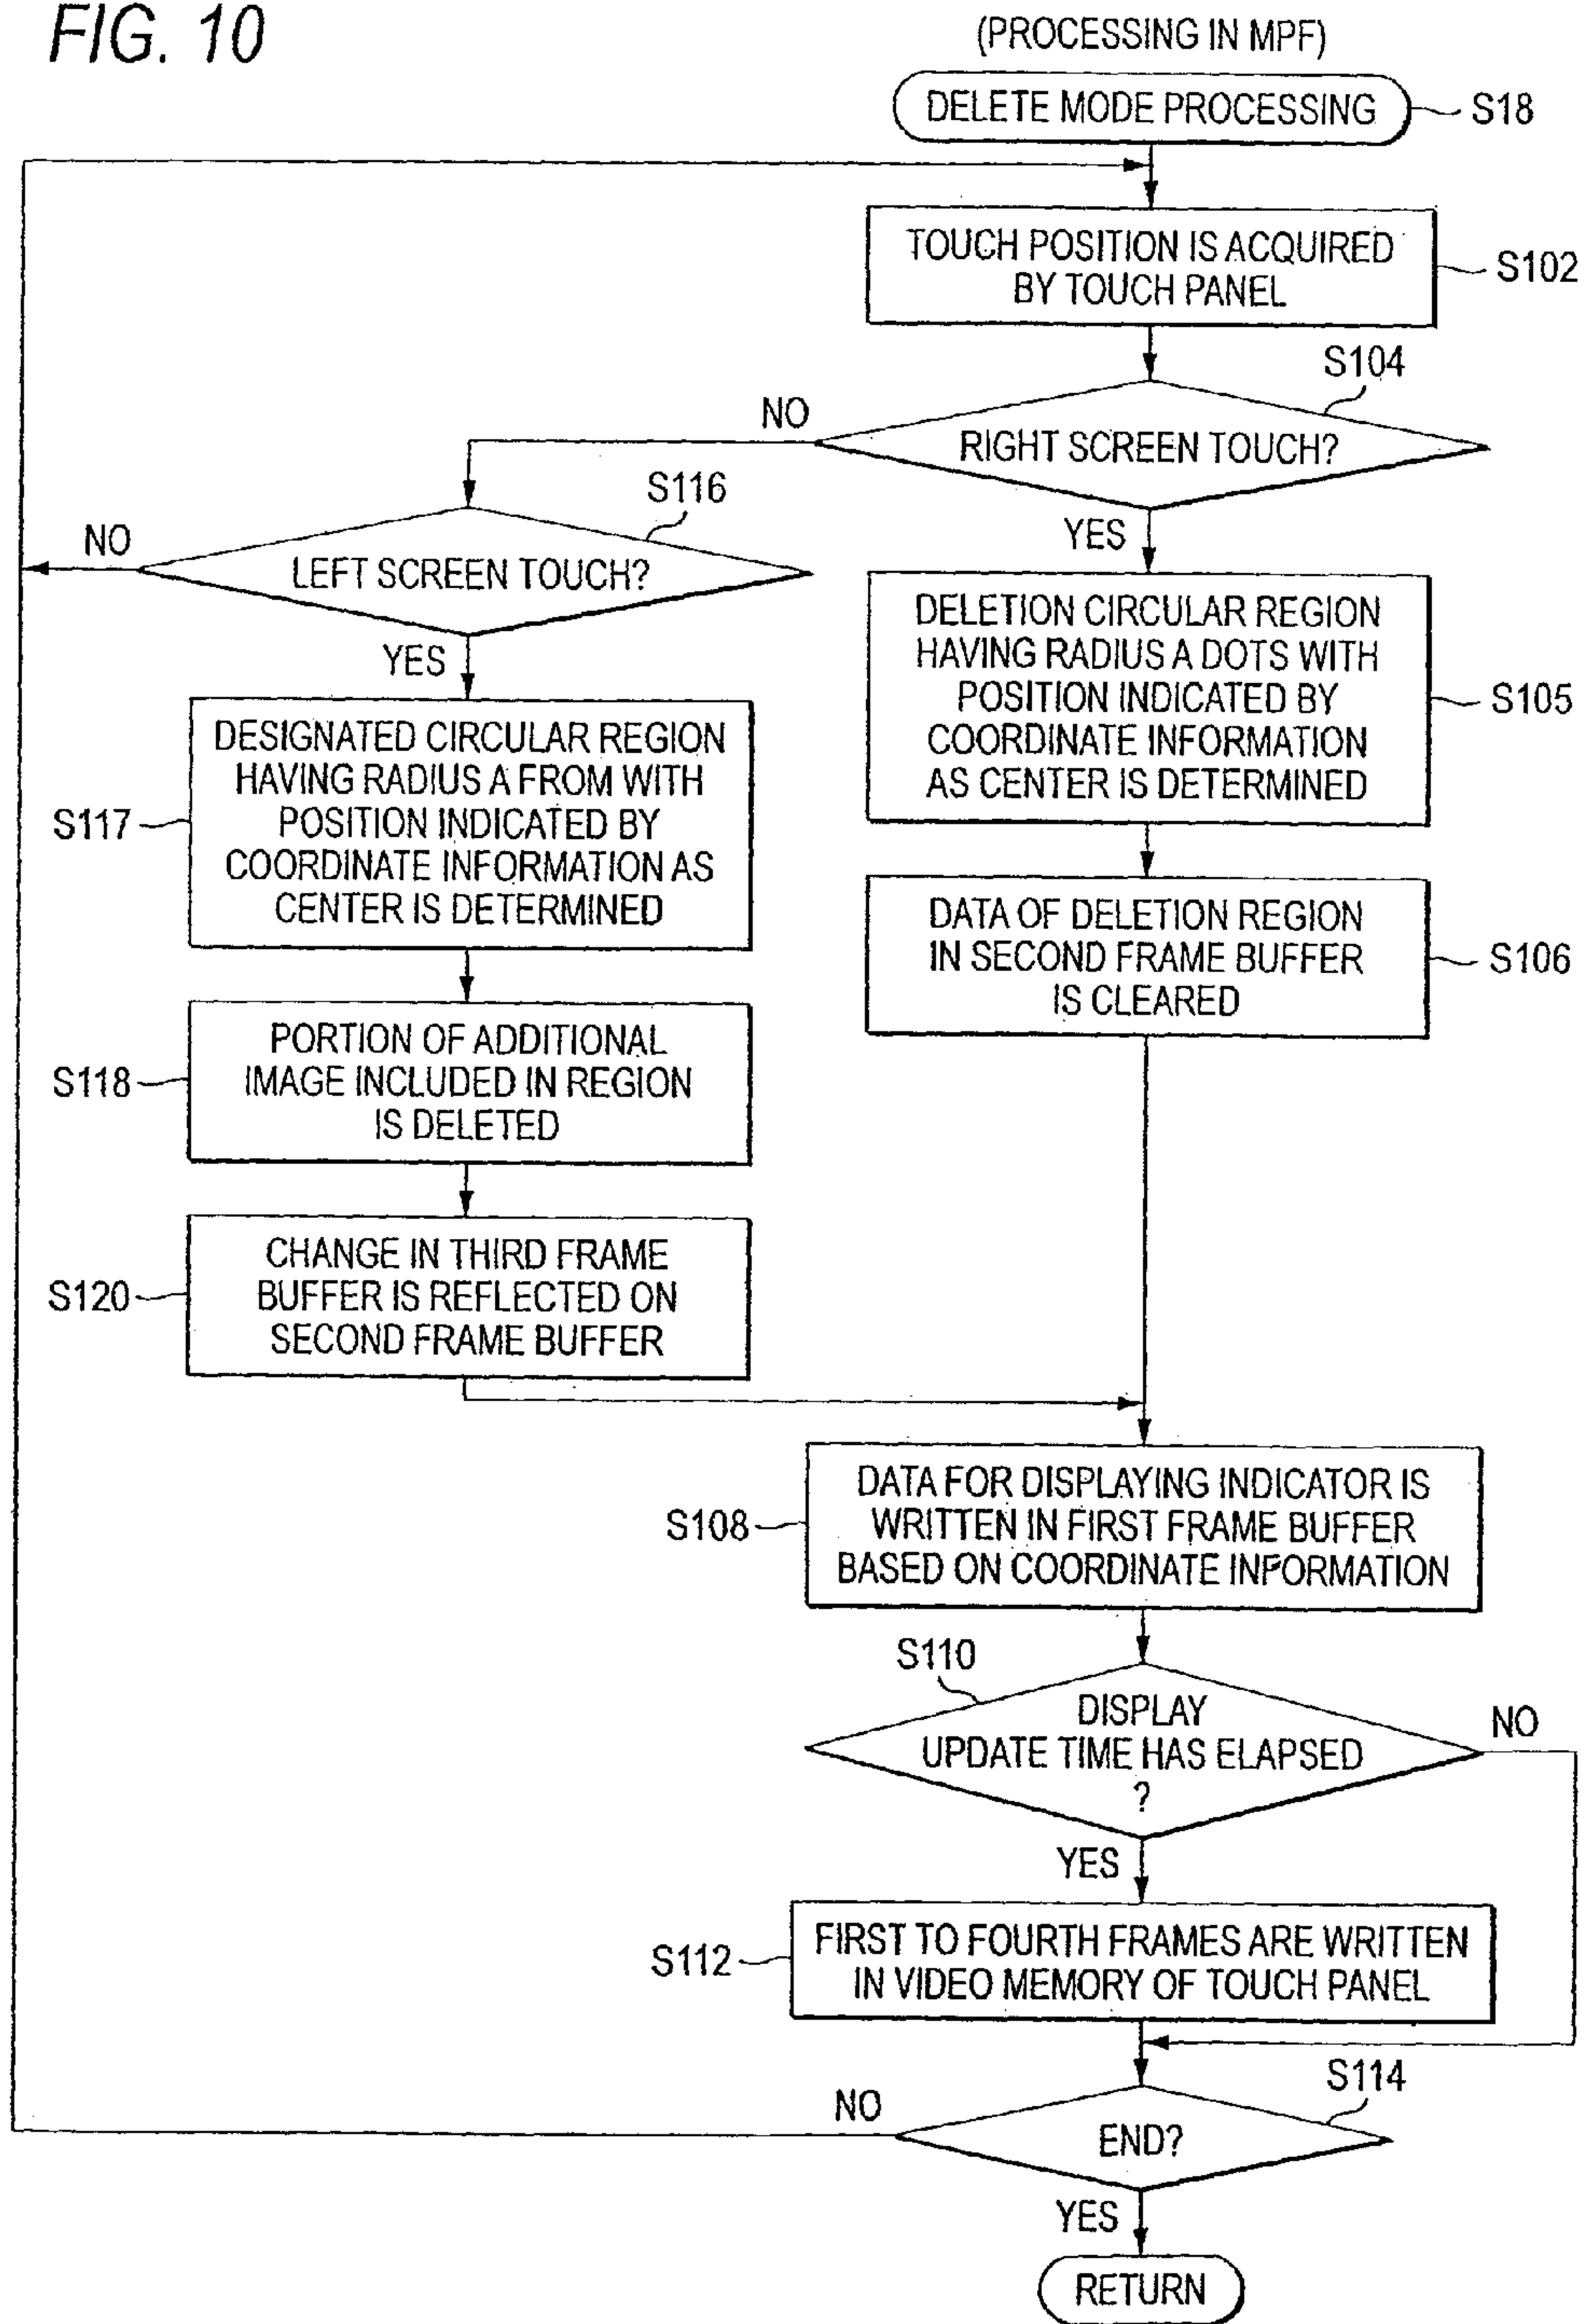 FIG. 10
(PROCESSING IN MPF)
DELETE MODE PROCESSING
S18
TOUCH POSITION IS ACQUIRED
BY TOUCH PANEL
S102
S104
RIGHT SCREEN TOUCH?
NO
YES
S116
LEFT SCREEN TOUCH?
NO
YES
DELETION CIRCULAR REGION
HAVING RADIUS A DOTS WITH
POSITION INDICATED BY
COORDINATE INFORMATION
AS CENTER IS DETERMINED
S105
DESIGNATED CIRCULAR REGION
HAVING RADIUS A FROM WITH
POSITION INDICATED BY
COORDINATE INFORMATION AS
CENTER IS DETERMINED
S117
DATA OF DELETION REGION
IN SECOND FRAME BUFFER
IS CLEARED
S106
PORTION OF ADDITIONAL
IMAGE INCLUDED IN REGION
IS DELETED
S118
CHANGE IN THIRD FRAME
BUFFER IS REFLECTED ON
SECOND FRAME BUFFER
S120
DATA FOR DISPLAYING INDICATOR IS
WRITTEN IN FIRST FRAME BUFFER
BASED ON COORDINATE INFORMATION
S108
S110
DISPLAY
UPDATE TIME HAS ELAPSED
?
NO
YES
FIRST TO FOURTH FRAMES ARE WRITTEN
IN VIDEO MEMORY OF TOUCH PANEL
S112
S114
END?
NO
YES
RETURN